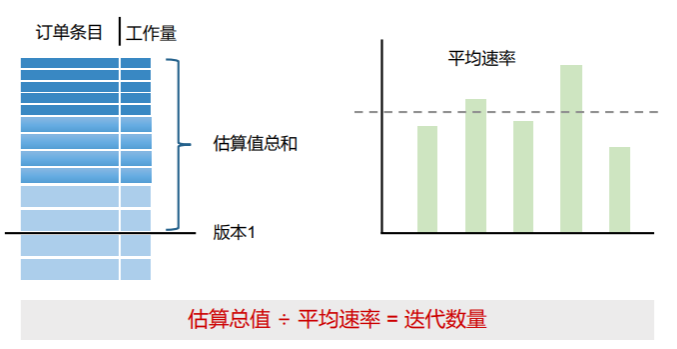 订单条目 工作量
平均速率
估算值总和
版本1
估算总值 ÷ 平均速率 = 迭代数量